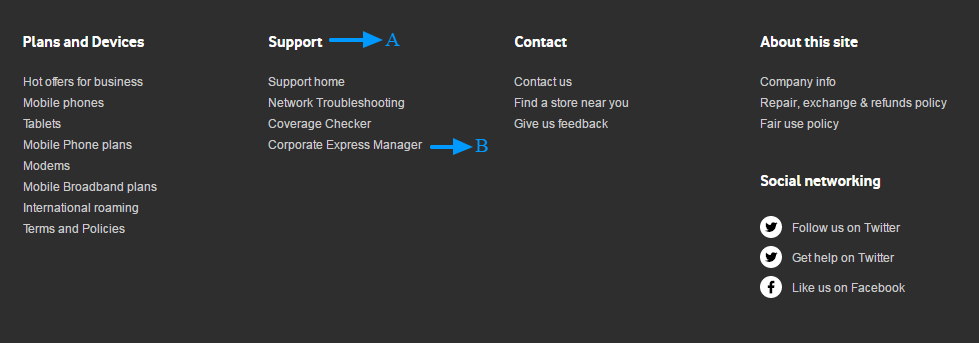 Plans and Devices
Hot offers for business
Mobile phones
Tablets
Mobile Phone plans
Modems
Mobile Broadband plans
International roaming
Terms and Policies
Support A
Support home
Network Troubleshooting
Coverage Checker
Corporate Express Manager B
Contact
Contact us
Find a store near you
Give us feedback
About this site
Company info
Repair, exchange & refunds policy
Fair use policy
Social networking
Follow us on Twitter
Get help on Twitter
Like us on Facebook